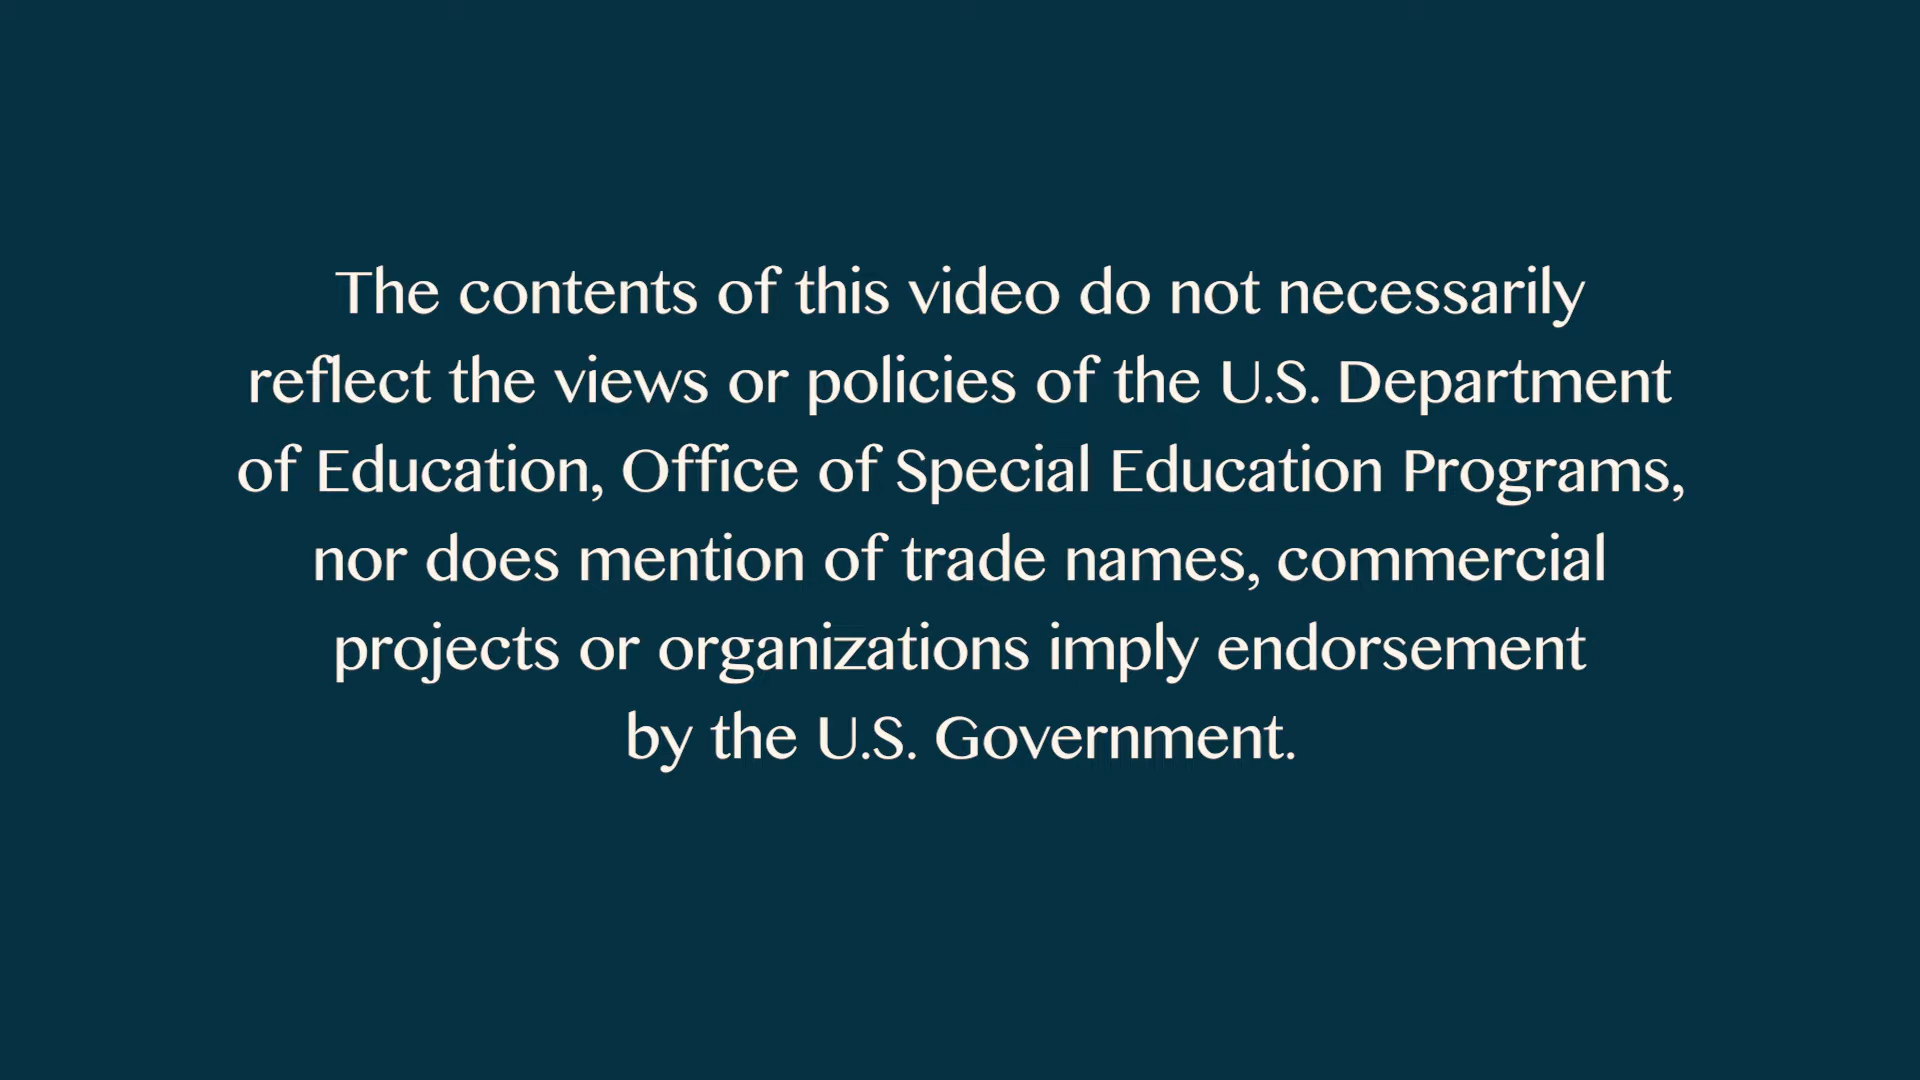 The contents of this video do not necessarily
reflect the views or policies of the U.S. Department
of Education, Office of Special Education Programs,
nor does mention of trade names, commercial
projects or organizations imply endorsement
by the U.S. Government.